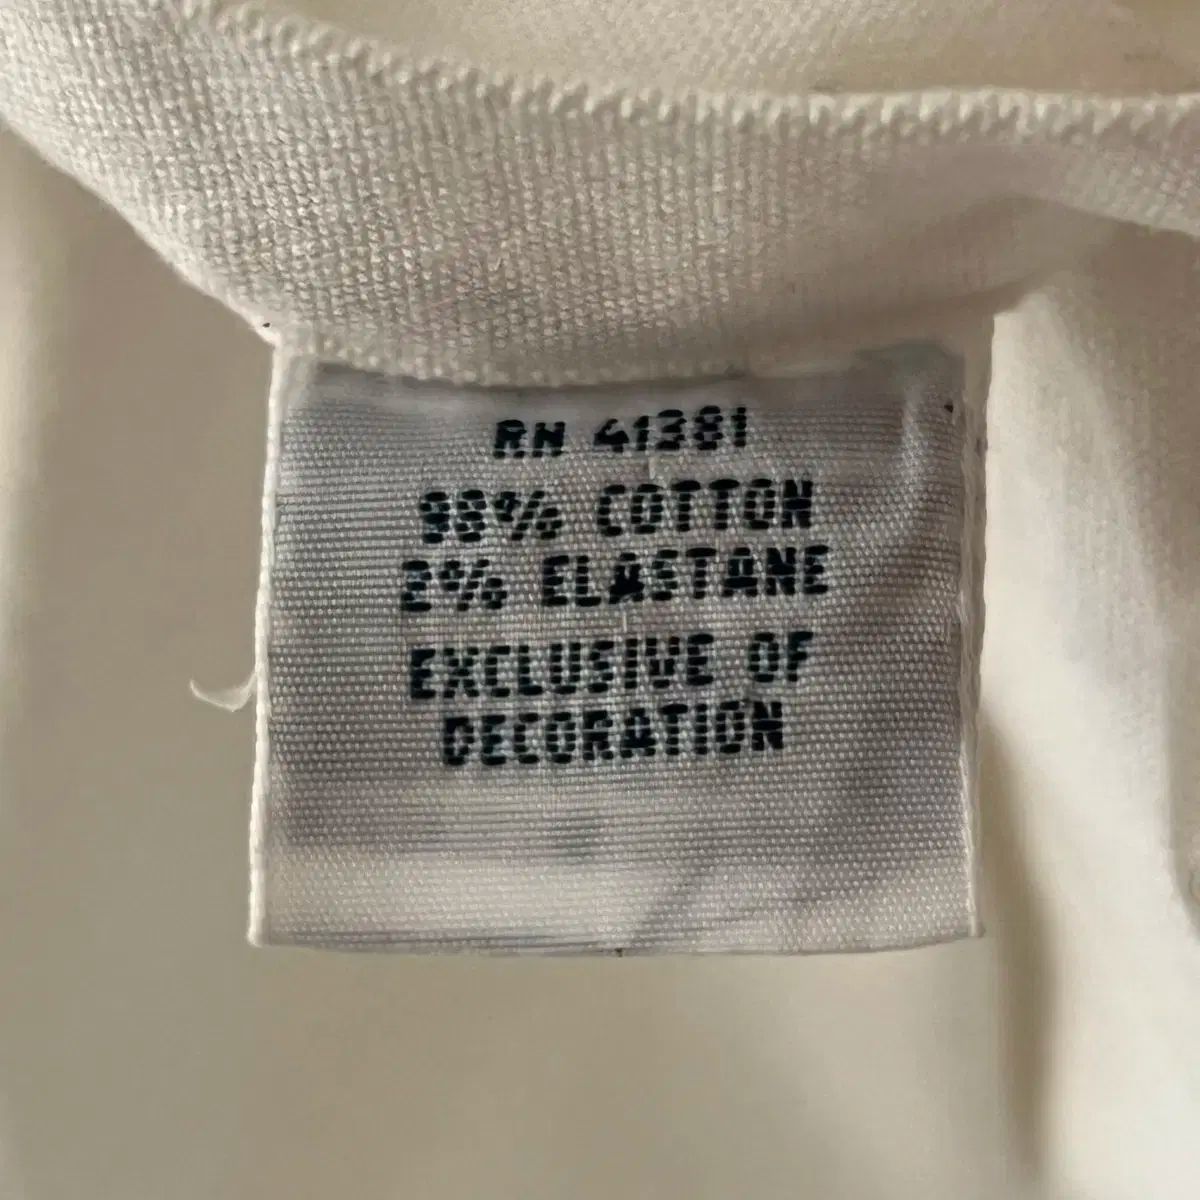 RN 41381
98% COTTON
2% ELASTANE
EXCLUSIVE OF
DECORATION